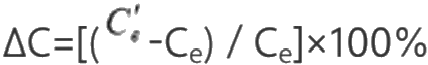 ΔC=[(C'ₑ-Cₑ) / Cₑ]×100%